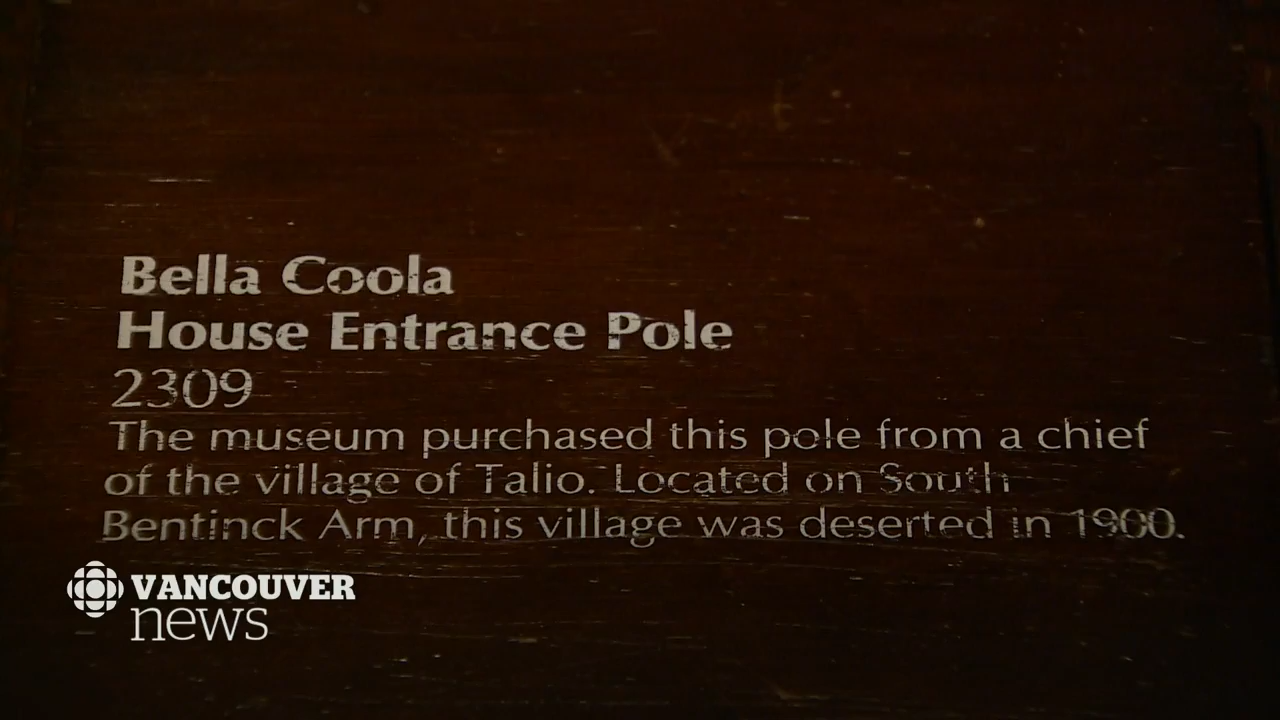 Bella Coola
House Entrance Pole
2309
The museum purchased this pole from a chief
of the village of Talio. Located on South
Bentinck Arm, this village was deserted in 1900.
VANCOUVER
news